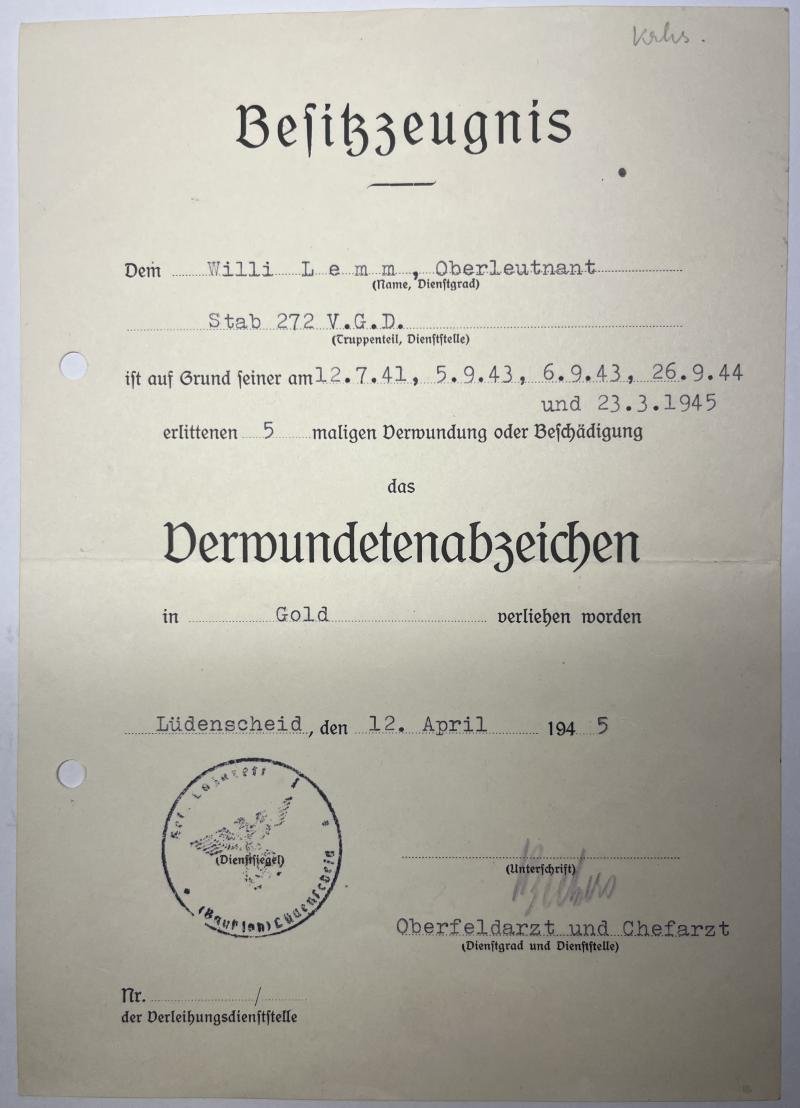 Besitzzeugnis
Dem Willi Lemm, Oberleutnant
(Name, Dienstgrad)
Stab 272 V.G.D.
(Truppenteil, Dienststelle)
ist auf Grund seiner am 12.7.41, 5.9.43, 6.9.43, 26.9.44
und 23.3.1945
erlittenen 5 maligen Verwundung oder Beschädigung
das
Verwundetenabzeichen
in Gold verliehen worden
Lüdenscheid, den 12. April 1945
Lazarett I
(Dienstsiegel)
Lüdenscheid
(Unterschrift)
Oberfeldarzt und Chefarzt
(Dienstgrad und Dienststelle)
Nr. /
der Verleihungsdienststelle